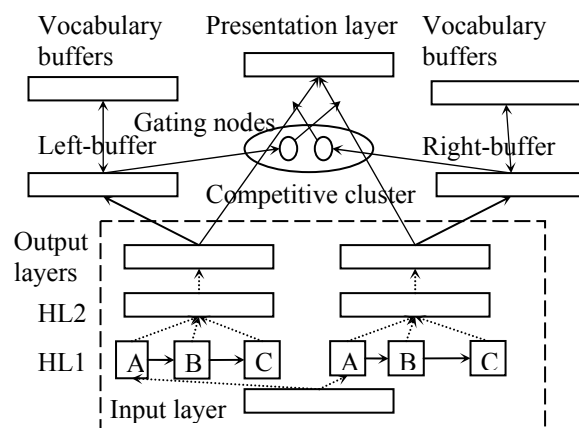 Vocabulary
buffers
Presentation layer
Vocabulary
buffers
Gating nodes
Left-buffer
Right-buffer
Competitive cluster
Output
layers
HL2
HL1
A
B
C
A
B
C
Input layer